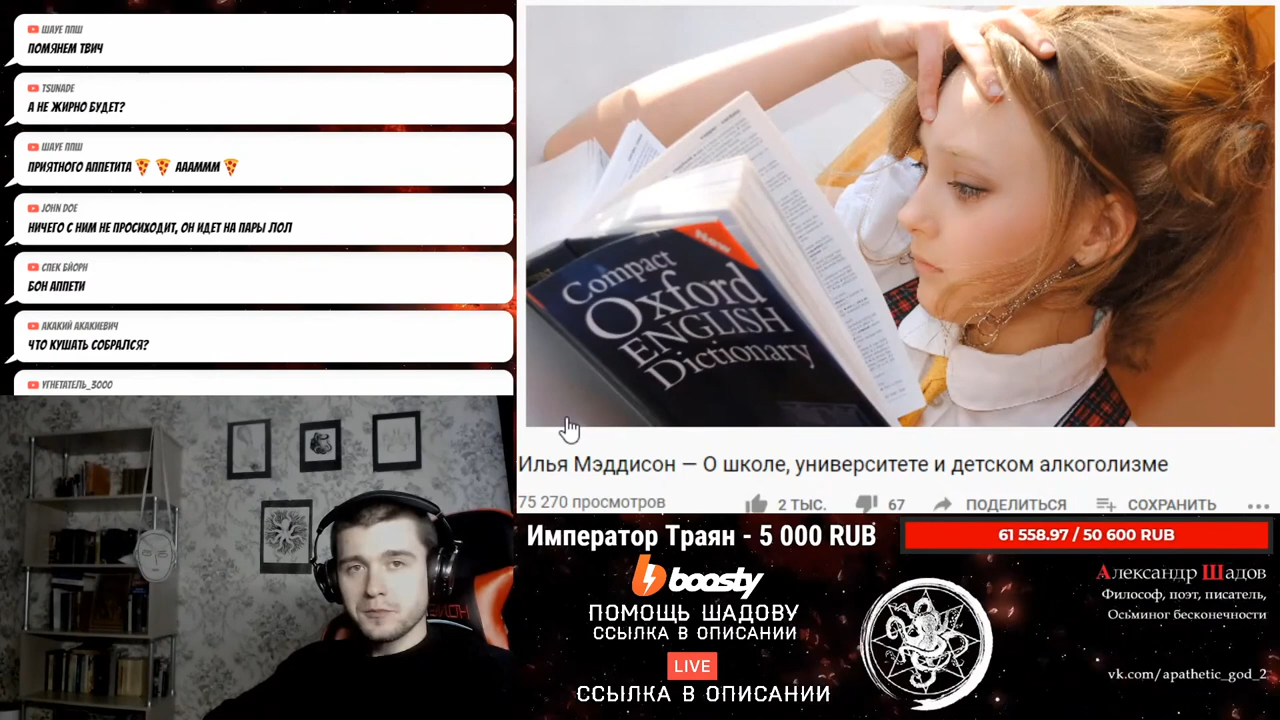 ШАУЕ ППШ
ПОМЯНЕМ ТВИЧ
TSUNADE
А НЕ ЖИРНО БУДЕТ?
ШАУЕ ППШ
ПРИЯТНОГО АППЕТИТА 🍕 🍕 АААМММ 🍕
JOHN DOE
НИЧЕГО С НИМ НЕ ПРОСИХОДИТ, ОН ИДЕТ НА ПАРЫ ЛОЛ
СПЕК БЙОРН
БОН АППЕТИ
АКАКИЙ АКАКИЕВИЧ
ЧТО КУШАТЬ СОБРАЛСЯ?
УГНЕТАТЕЛЬ_3000
New
Compact
Oxford
ENGLISH
Dictionary
Илья Мэддисон — О школе, университете и детском алкоголизме
75 270 просмотров
2 ТЫС.
67
ПОДЕЛИТЬСЯ
СОХРАНИТЬ
Император Траян - 5 000 RUB
61 558.97 / 50 600 RUB
boosty
ПОМОЩЬ ШАДОВУ
ССЫЛКА В ОПИСАНИИ
LIVE
ССЫЛКА В ОПИСАНИИ
Александр Шадов
Философ, поэт, писатель,
Осьминог бесконечности
vk.com/apathetic_god_2